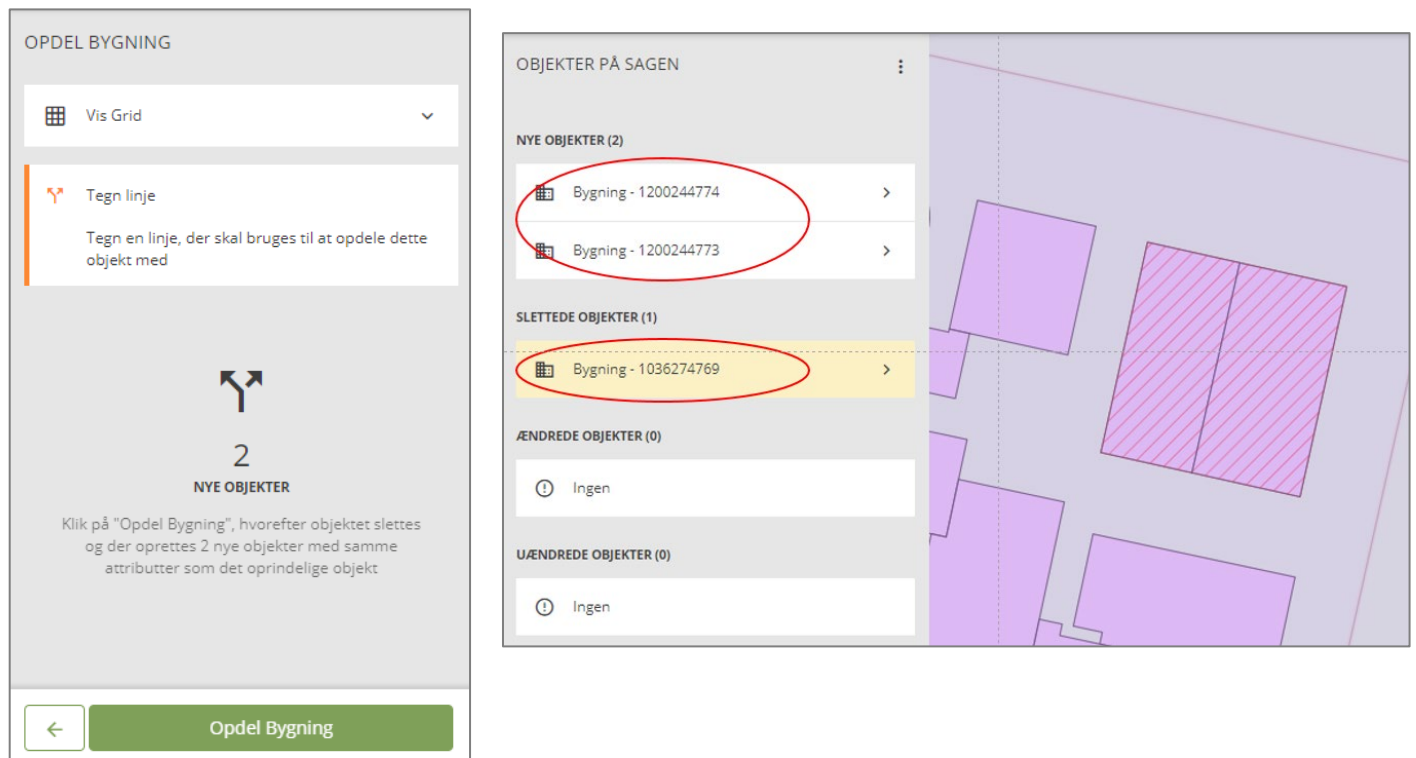 OPDEL BYGNING
Vis Grid
Tegn linje
Tegn en linje, der skal bruges til at opdele dette
objekt med
2
NYE OBJEKTER
Klik på "Opdel Bygning", hvorefter objektet slettes
og der oprettes 2 nye objekter med samme
attributter som det oprindelige objekt
Opdel Bygning
OBJEKTER PÅ SAGEN
NYE OBJEKTER (2)
Bygning - 1200244774
Bygning - 1200244773
SLETTEDE OBJEKTER (1)
Bygning - 1036274769
ÆNDREDE OBJEKTER (0)
Ingen
UÆNDREDE OBJEKTER (0)
Ingen